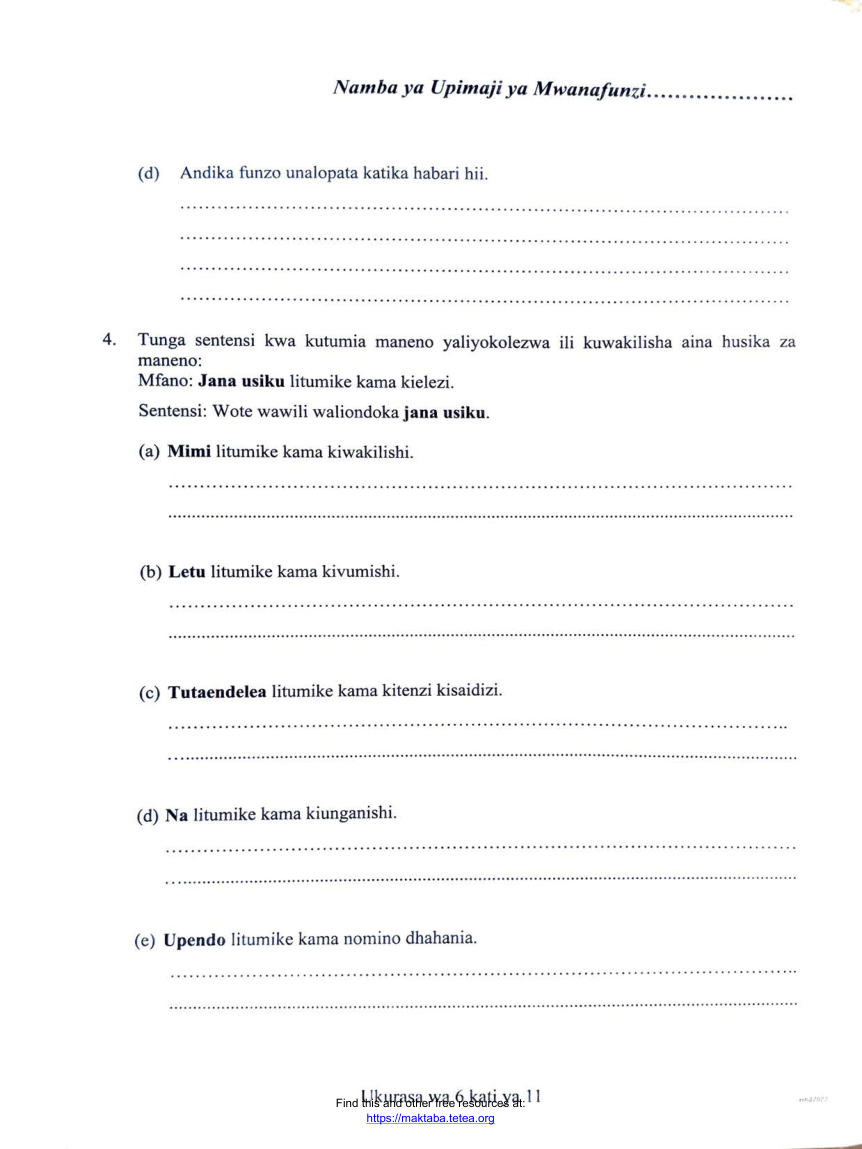 Namba ya Upimaji ya Mwanafunzi.....................
(d) Andika funzo unalopata katika habari hii.
4. Tunga sentensi kwa kutumia maneno yaliyokolezwa ili kuwakilisha aina husika za
maneno:
Mfano: Jana usiku litumike kama kielezi.
Sentensi: Wote wawili waliondoka jana usiku.
(a) Mimi litumike kama kiwakilishi.
(b) Letu litumike kama kivumishi.
(c) Tutaendelea litumike kama kitenzi kisaidizi.
(d) Na litumike kama kiunganishi.
(e) Upendo litumike kama nomino dhahania.
Ukurasa wa 6 kati ya 11
Find this and other free resources at:
https://maktaba.tetea.org